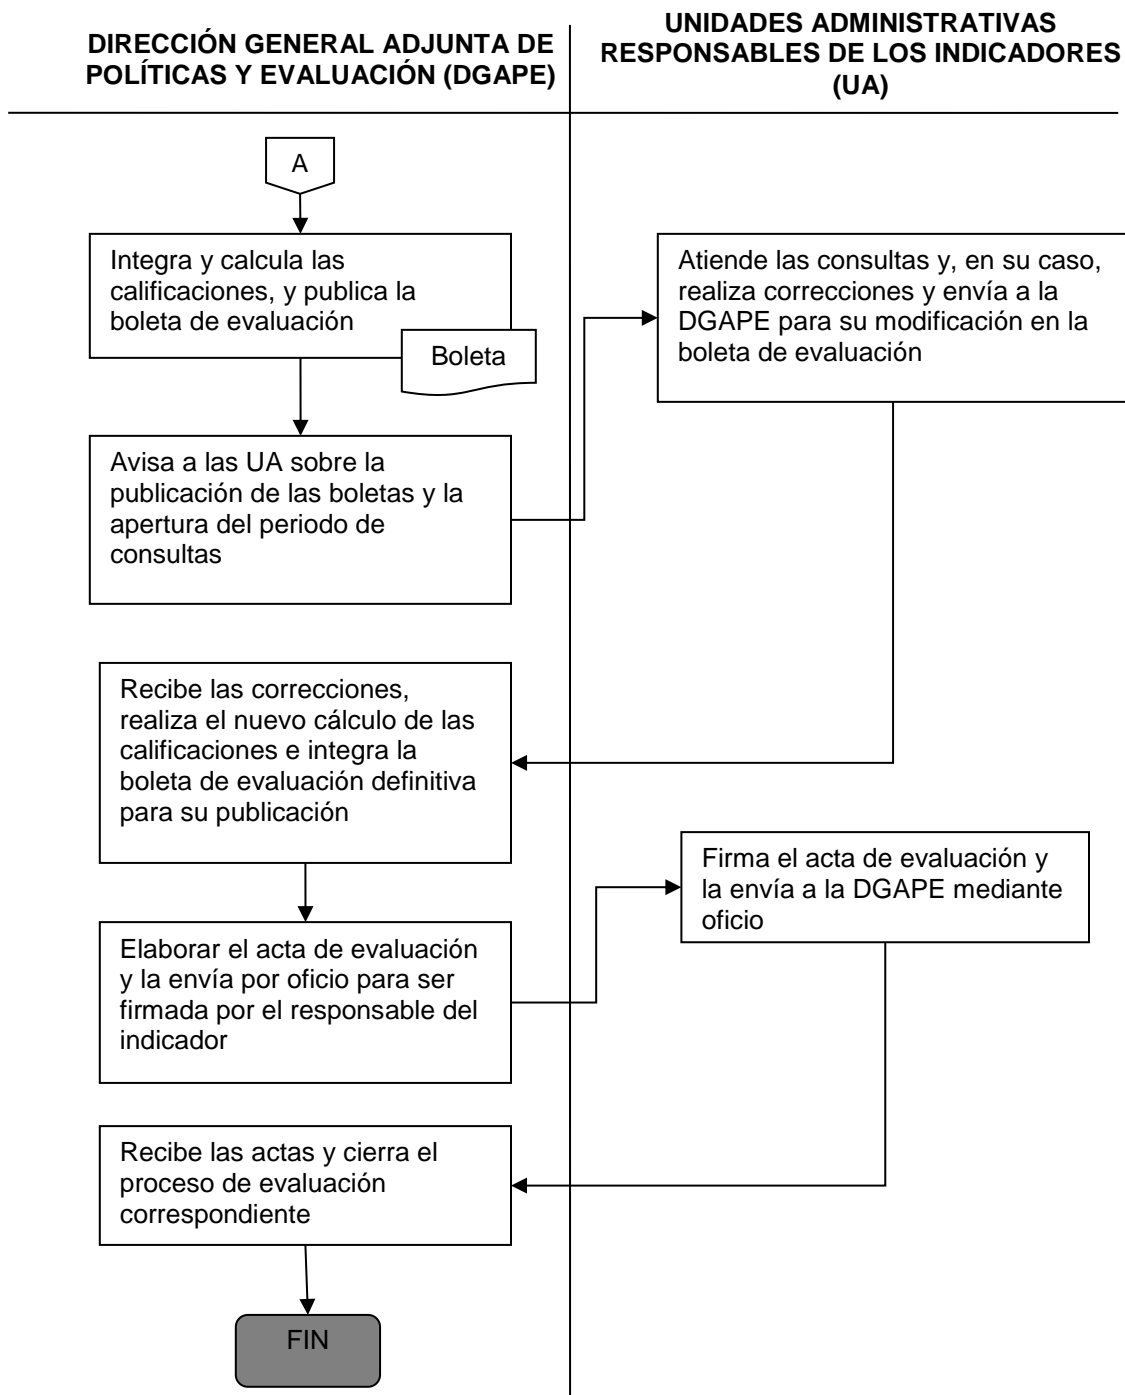 DIRECCIÓN GENERAL ADJUNTA DE
POLÍTICAS Y EVALUACIÓN (DGAPE)
UNIDADES ADMINISTRATIVAS
RESPONSABLES DE LOS INDICADORES
(UA)
A
Integra y calcula las
calificaciones, y publica la
boleta de evaluación
Boleta
Avisa a las UA sobre la
publicación de las boletas y la
apertura del periodo de
consultas
Atiende las consultas y, en su caso,
realiza correcciones y envía a la
DGAPE para su modificación en la
boleta de evaluación
Recibe las correcciones,
realiza el nuevo cálculo de las
calificaciones e integra la
boleta de evaluación definitiva
para su publicación
Elaborar el acta de evaluación
y la envía por oficio para ser
firmada por el responsable del
indicador
Firma el acta de evaluación y
la envía a la DGAPE mediante
oficio
Recibe las actas y cierra el
proceso de evaluación
correspondiente
FIN